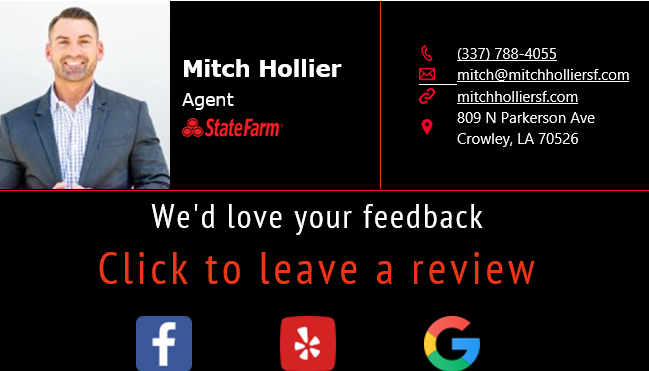 Mitch Hollier
Agent
StateFarm
(337) 788-4055
mitch@mitchholliersf.com
mitchholliersf.com
809 N Parkerson Ave
Crowley, LA 70526
We'd love your feedback
Click to leave a review